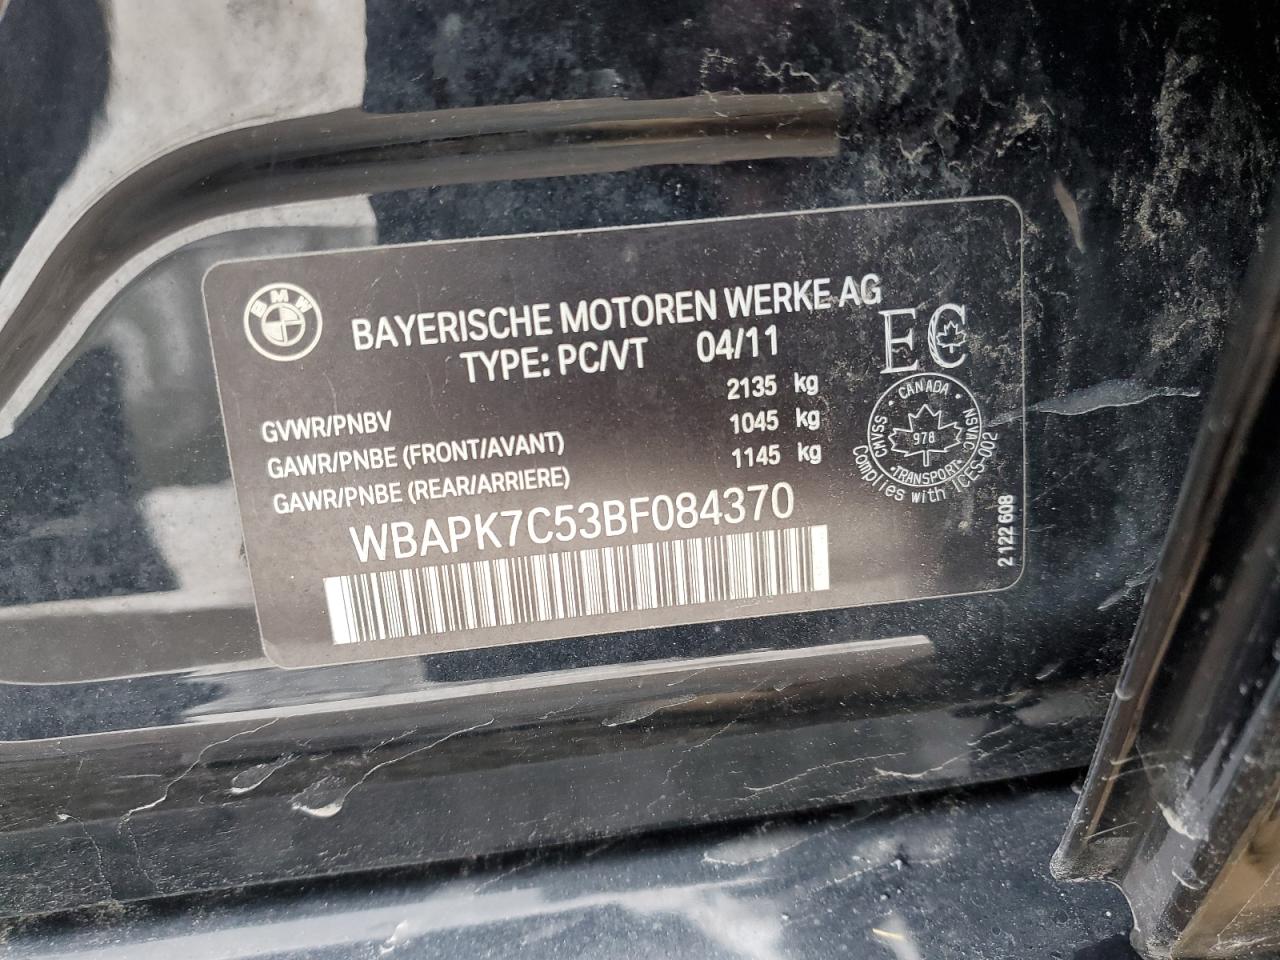 BMW
BAYERISCHE MOTOREN WERKE AG
TYPE: PC/VT 04/11
GVWR/PNBV 2135 kg
GAWR/PNBE (FRONT/AVANT) 1045 kg
GAWR/PNBE (REAR/ARRIERE) 1145 kg
WBAPK7C53BF084370
EC
CANADA
CMVSS
NSVAC
978
TRANSPORT
Complies with ICES-002
2 122 608